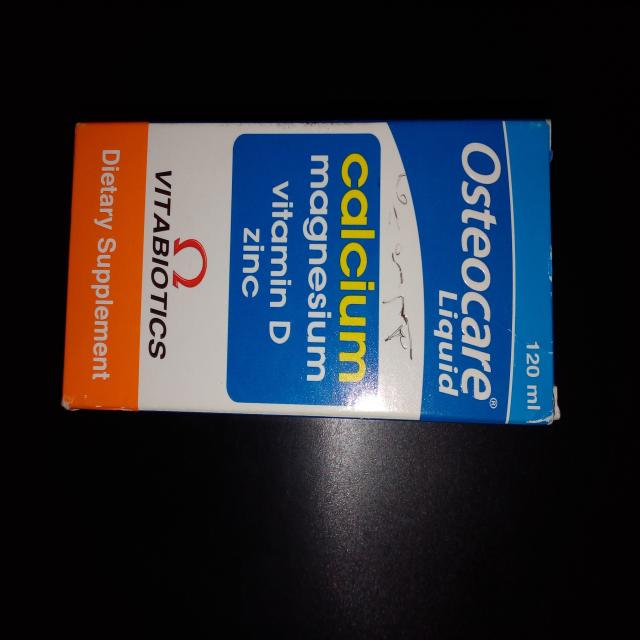 120 ml
Osteocare®
Liquid
calcium
magnesium
vitamin D
zinc
VITABIOTICS
Dietary Supplement